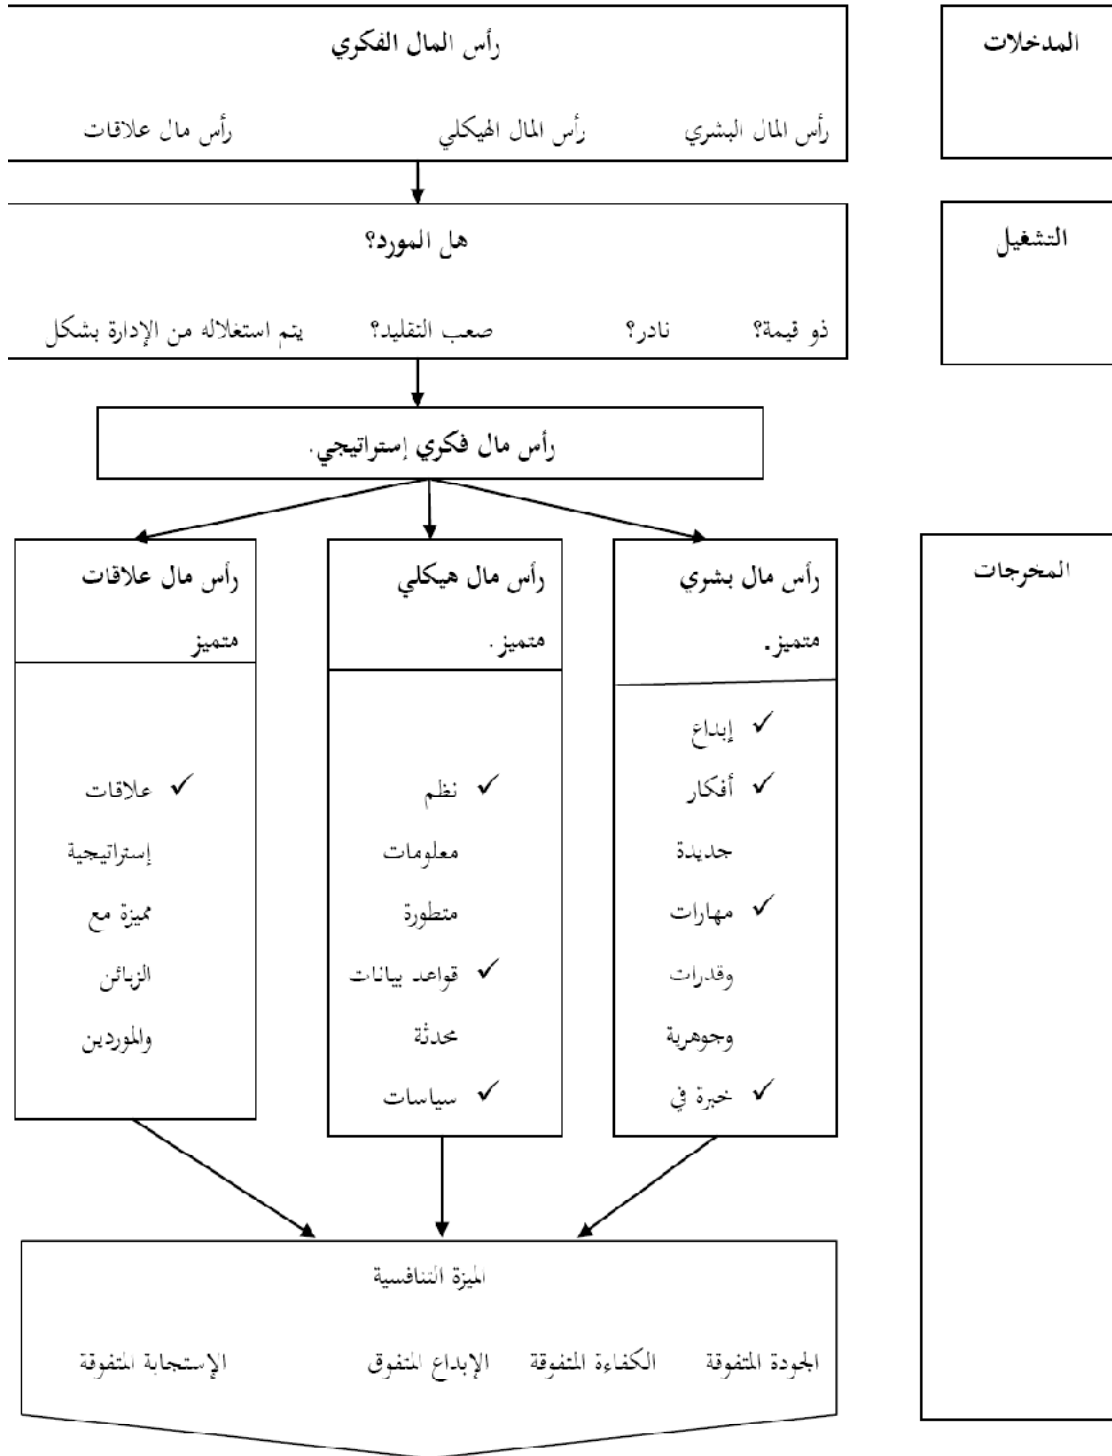 المدخلات
رأس المال الفكري
رأس المال البشري رأس المال الهيكلي رأس مال علاقات
التشغيل
هل المورد؟
ذو قيمة؟ نادر؟ صعب التقليد؟ يتم استغلاله من الإدارة بشكل
رأس مال فكري إستراتيجي.
المخرجات
رأس مال بشري
متميز.
✓ إبداع
✓ أفكار
جديدة
✓ مهارات
وقدرات
وجوهرية
✓ خبرة في
رأس مال هيكلي
متميز.
✓ نظم
معلومات
متطورة
✓ قواعد بيانات
محدثة
✓ سياسات
رأس مال علاقات
متميز
✓ علاقات
إستراتيجية
مميزة مع
الزبائن
والموردين
الميزة التنافسية
الجودة المتفوقة الكفاءة المتفوقة الإبداع المتفوق الإستجابة المتفوقة